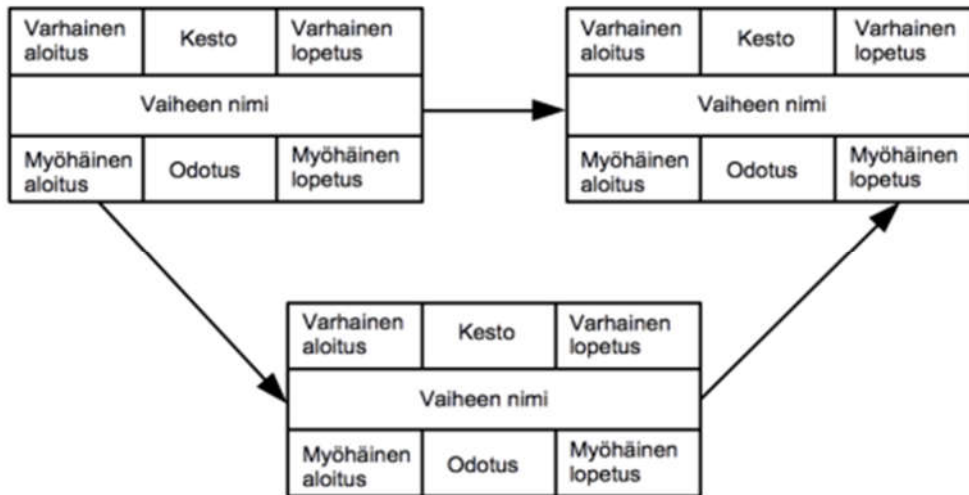 Varhainen
aloitus
Kesto
Varhainen
lopetus
Vaiheen nimi
Myöhäinen
aloitus
Odotus
Myöhäinen
lopetus
Varhainen
aloitus
Kesto
Varhainen
lopetus
Vaiheen nimi
Myöhäinen
aloitus
Odotus
Myöhäinen
lopetus
Varhainen
aloitus
Kesto
Varhainen
lopetus
Vaiheen nimi
Myöhäinen
aloitus
Odotus
Myöhäinen
lopetus